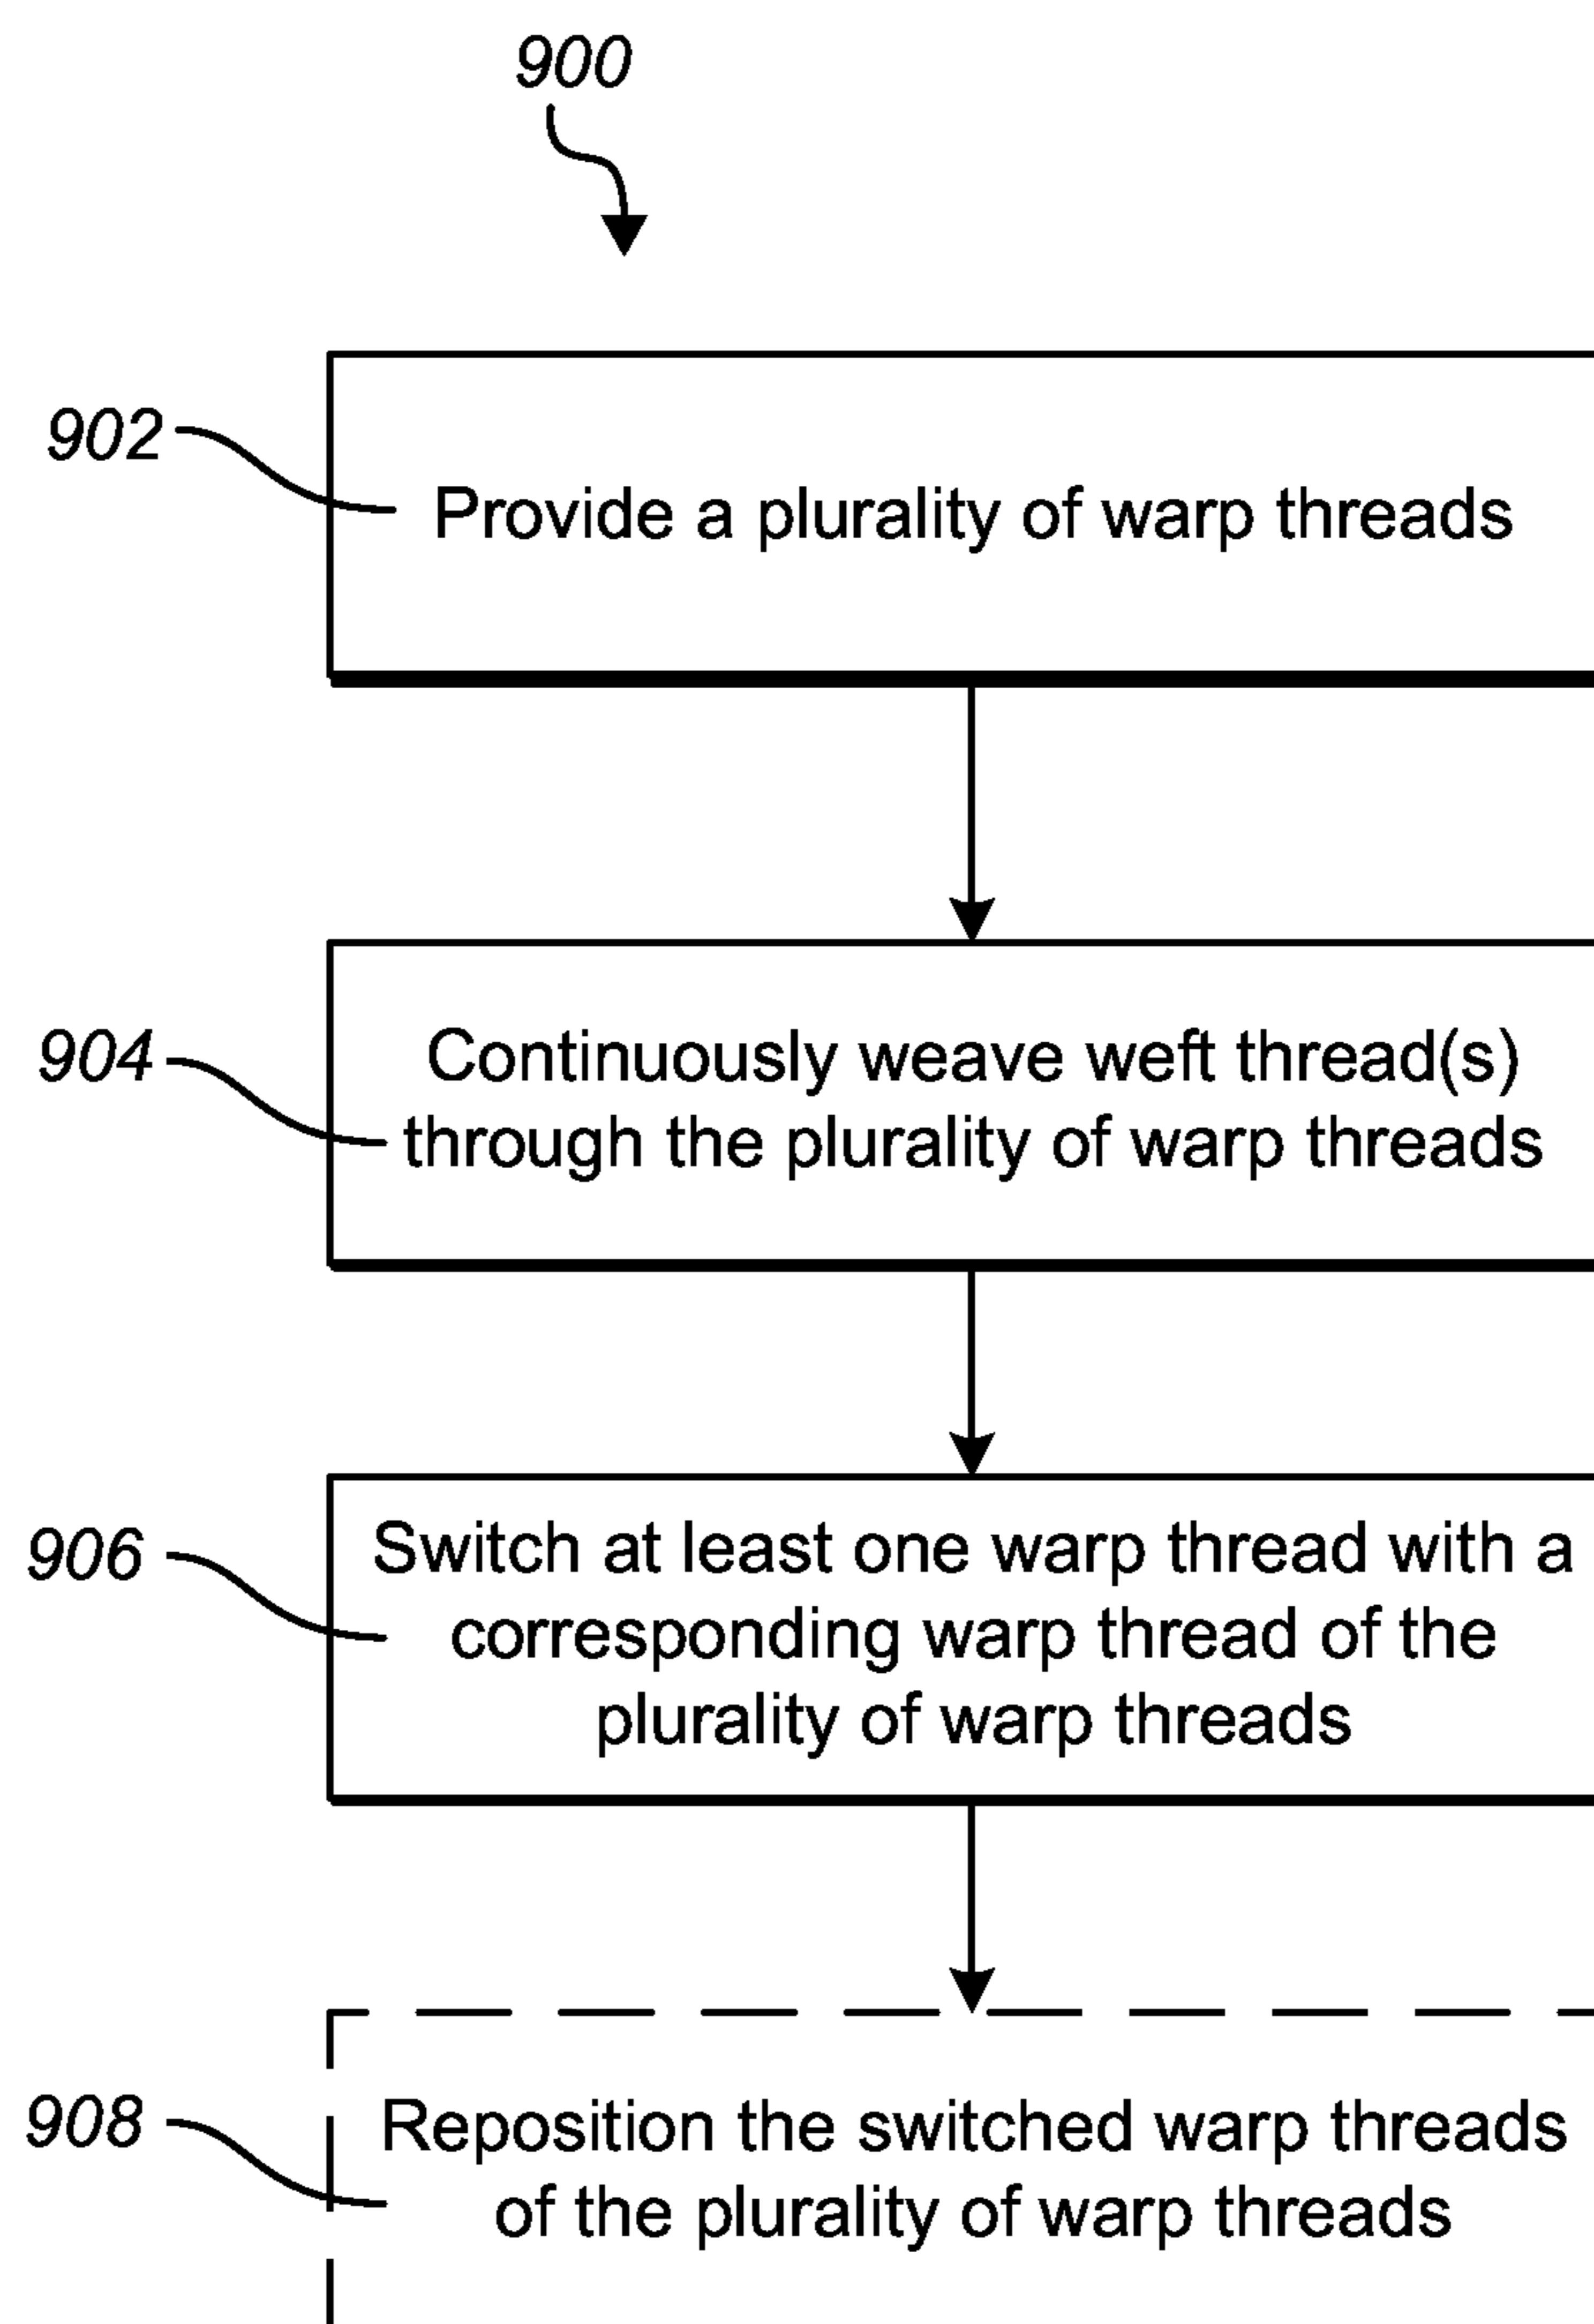 900
902
Provide a plurality of warp threads
904
Continuously weave weft thread(s)
through the plurality of warp threads
906
Switch at least one warp thread with a
corresponding warp thread of the
plurality of warp threads
908
Reposition the switched warp threads
of the plurality of warp threads